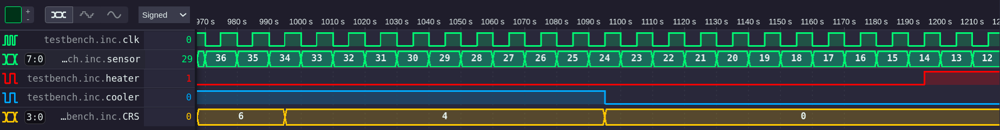 +
-
Signed
970 s 980 s 990 s 1000 s 1010 s 1020 s 1030 s 1040 s 1050 s 1060 s 1070 s 1080 s 1090 s 1100 s 1110 s 1120 s 1130 s 1140 s 1150 s 1160 s 1170 s 1180 s 1190 s 1200 s 1210 s 12
testbench.inc.clk 0
7:0 …ch.inc.sensor 29 36 35 34 33 32 31 30 29 28 27 26 25 24 23 22 21 20 19 18 17 16 15 14 13 12
testbench.inc.heater 1
testbench.inc.cooler 0
3:0 …bench.inc.CRS 0 6 4 0